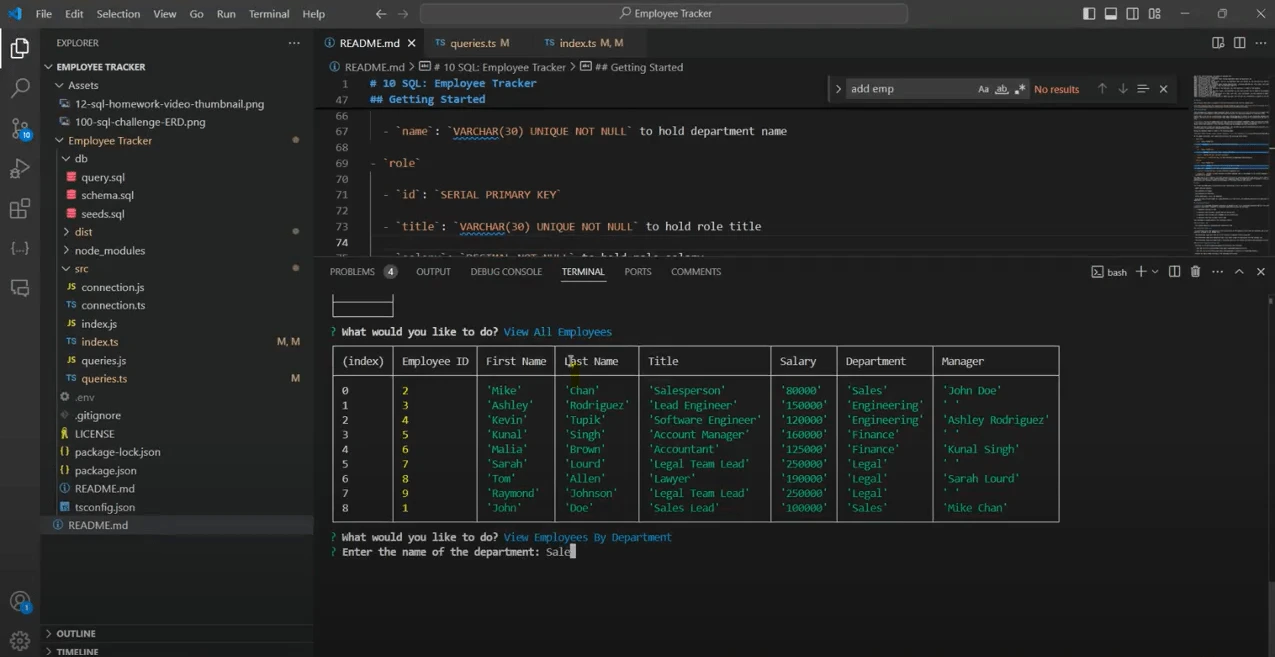 File Edit Selection View Go Run Terminal Help
Employee Tracker
EXPLORER
EMPLOYEE TRACKER
Assets
12-sql-homework-video-thumbnail.png
100-sql-challenge-ERD.png
Employee Tracker
db
query.sql
schema.sql
seeds.sql
dist
node_modules
src
JS connection.js
TS connection.ts
JS index.js
TS index.ts M, M
JS queries.js
TS queries.ts M
.env
.gitignore
LICENSE
{} package-lock.json
{} package.json
README.md
tsconfig.json
README.md
OUTLINE
TIMELINE
10
1
README.md TS queries.ts M TS index.ts M, M
README.md > # 10 SQL: Employee Tracker > ## Getting Started
1 # 10 SQL: Employee Tracker
47 ## Getting Started
66
67 - `name`: `VARCHAR(30) UNIQUE NOT NULL` to hold department name
68
69 - `role`
70
71 - `id`: `SERIAL PRIMARY KEY`
72
73 - `title`: `VARCHAR(30) UNIQUE NOT NULL` to hold role title
74
add emp Aa ab .* No results
PROBLEMS 4 OUTPUT DEBUG CONSOLE TERMINAL PORTS COMMENTS
bash
? What would you like to do? View All Employees
(index) Employee ID First Name Last Name Title Salary Department Manager
0 2 'Mike' 'Chan' 'Salesperson' '80000' 'Sales' 'John Doe'
1 3 'Ashley' 'Rodriguez' 'Lead Engineer' '150000' 'Engineering' ' '
2 4 'Kevin' 'Tupik' 'Software Engineer' '120000' 'Engineering' 'Ashley Rodriguez'
3 5 'Kunal' 'Singh' 'Account Manager' '160000' 'Finance' ' '
4 6 'Malia' 'Brown' 'Accountant' '125000' 'Finance' 'Kunal Singh'
5 7 'Sarah' 'Lourd' 'Legal Team Lead' '250000' 'Legal' ' '
6 8 'Tom' 'Allen' 'Lawyer' '190000' 'Legal' 'Sarah Lourd'
7 9 'Raymond' 'Johnson' 'Legal Team Lead' '250000' 'Legal' ' '
8 1 'John' 'Doe' 'Sales Lead' '100000' 'Sales' 'Mike Chan'
? What would you like to do? View Employees By Department
? Enter the name of the department: Sale